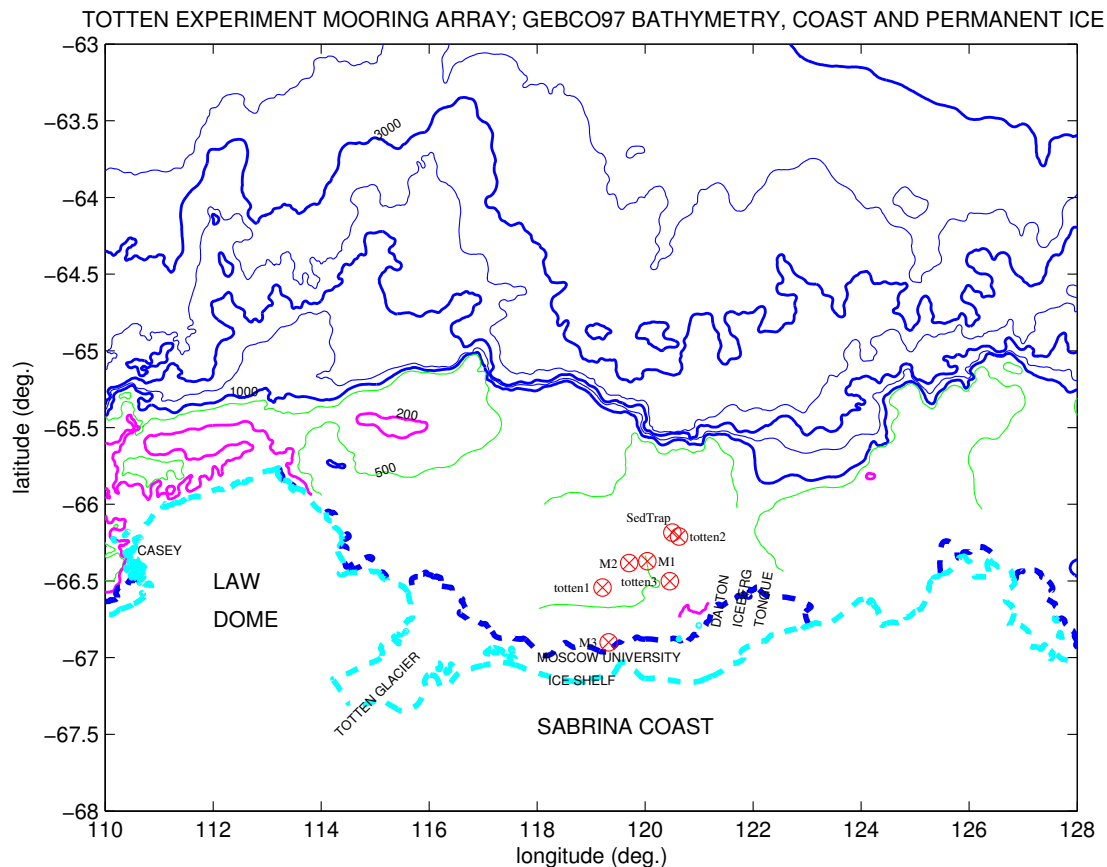 TOTTEN EXPERIMENT MOORING ARRAY; GEBCO97 BATHYMETRY, COAST AND PERMANENT ICE
−63
−63.5
−64
−64.5
−65
−65.5
−66
−66.5
−67
−67.5
−68
latitude (deg.)
3000
1000
200
500
SedTrap
totten2
CASEY
M2
M1
totten3
totten1
LAW
DOME
DALTON
ICEBERG
TONGUE
M3
MOSCOW UNIVERSITY
ICE SHELF
TOTTEN GLACIER
SABRINA COAST
110
112
114
116
118
120
122
124
126
128
longitude (deg.)